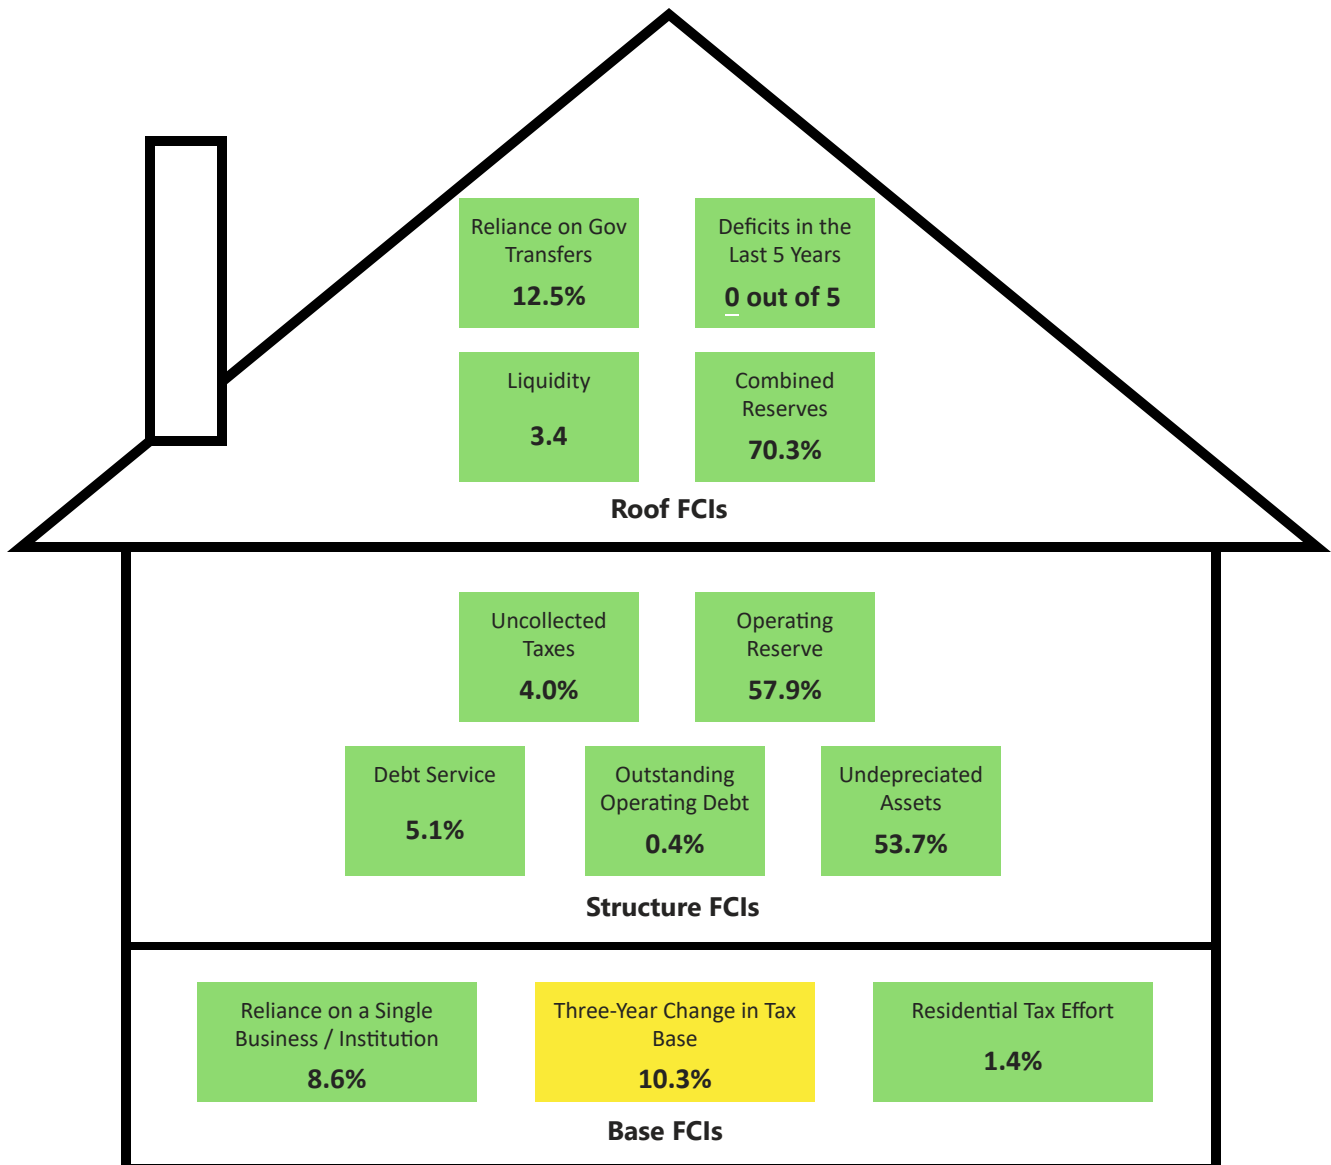 Reliance on Gov
Transfers
12.5%
Deficits in the
Last 5 Years
0 out of 5
Liquidity
3.4
Combined
Reserves
70.3%
Roof FCIs
Uncollected
Taxes
4.0%
Operating
Reserve
57.9%
Debt Service
5.1%
Outstanding
Operating Debt
0.4%
Undepreciated
Assets
53.7%
Structure FCIs
Reliance on a Single
Business / Institution
8.6%
Three-Year Change in Tax
Base
10.3%
Residential Tax Effort
1.4%
Base FCIs